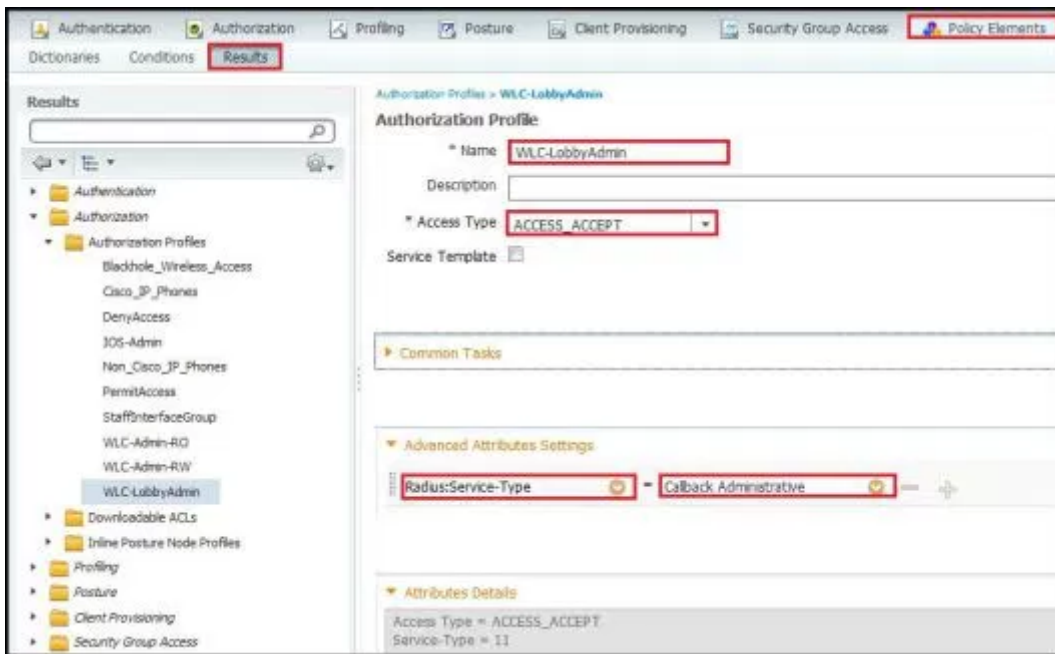 Authentication Authorization Profiling Posture Client Provisioning Security Group Access Policy Elements
Dictionaries Conditions Results
Results
Authentication
Authorization
Authorization Profiles
Blackhole_Wireless_Access
Cisco_IP_Phones
DenyAccess
IOS-Admin
Non_Cisco_IP_Phones
PermitAccess
StaffInterfaceGroup
WLC-Admin-RO
WLC-Admin-RW
WLC-LobbyAdmin
Downloadable ACLs
Inline Posture Node Profiles
Profiling
Posture
Client Provisioning
Security Group Access
Authorization Profiles > WLC-LobbyAdmin
Authorization Profile
* Name WLC-LobbyAdmin
Description
* Access Type ACCESS_ACCEPT
Service Template
Common Tasks
Advanced Attributes Settings
Radius:Service-Type = Callback Administrative
Attributes Details
Access Type = ACCESS_ACCEPT
Service-Type = 11